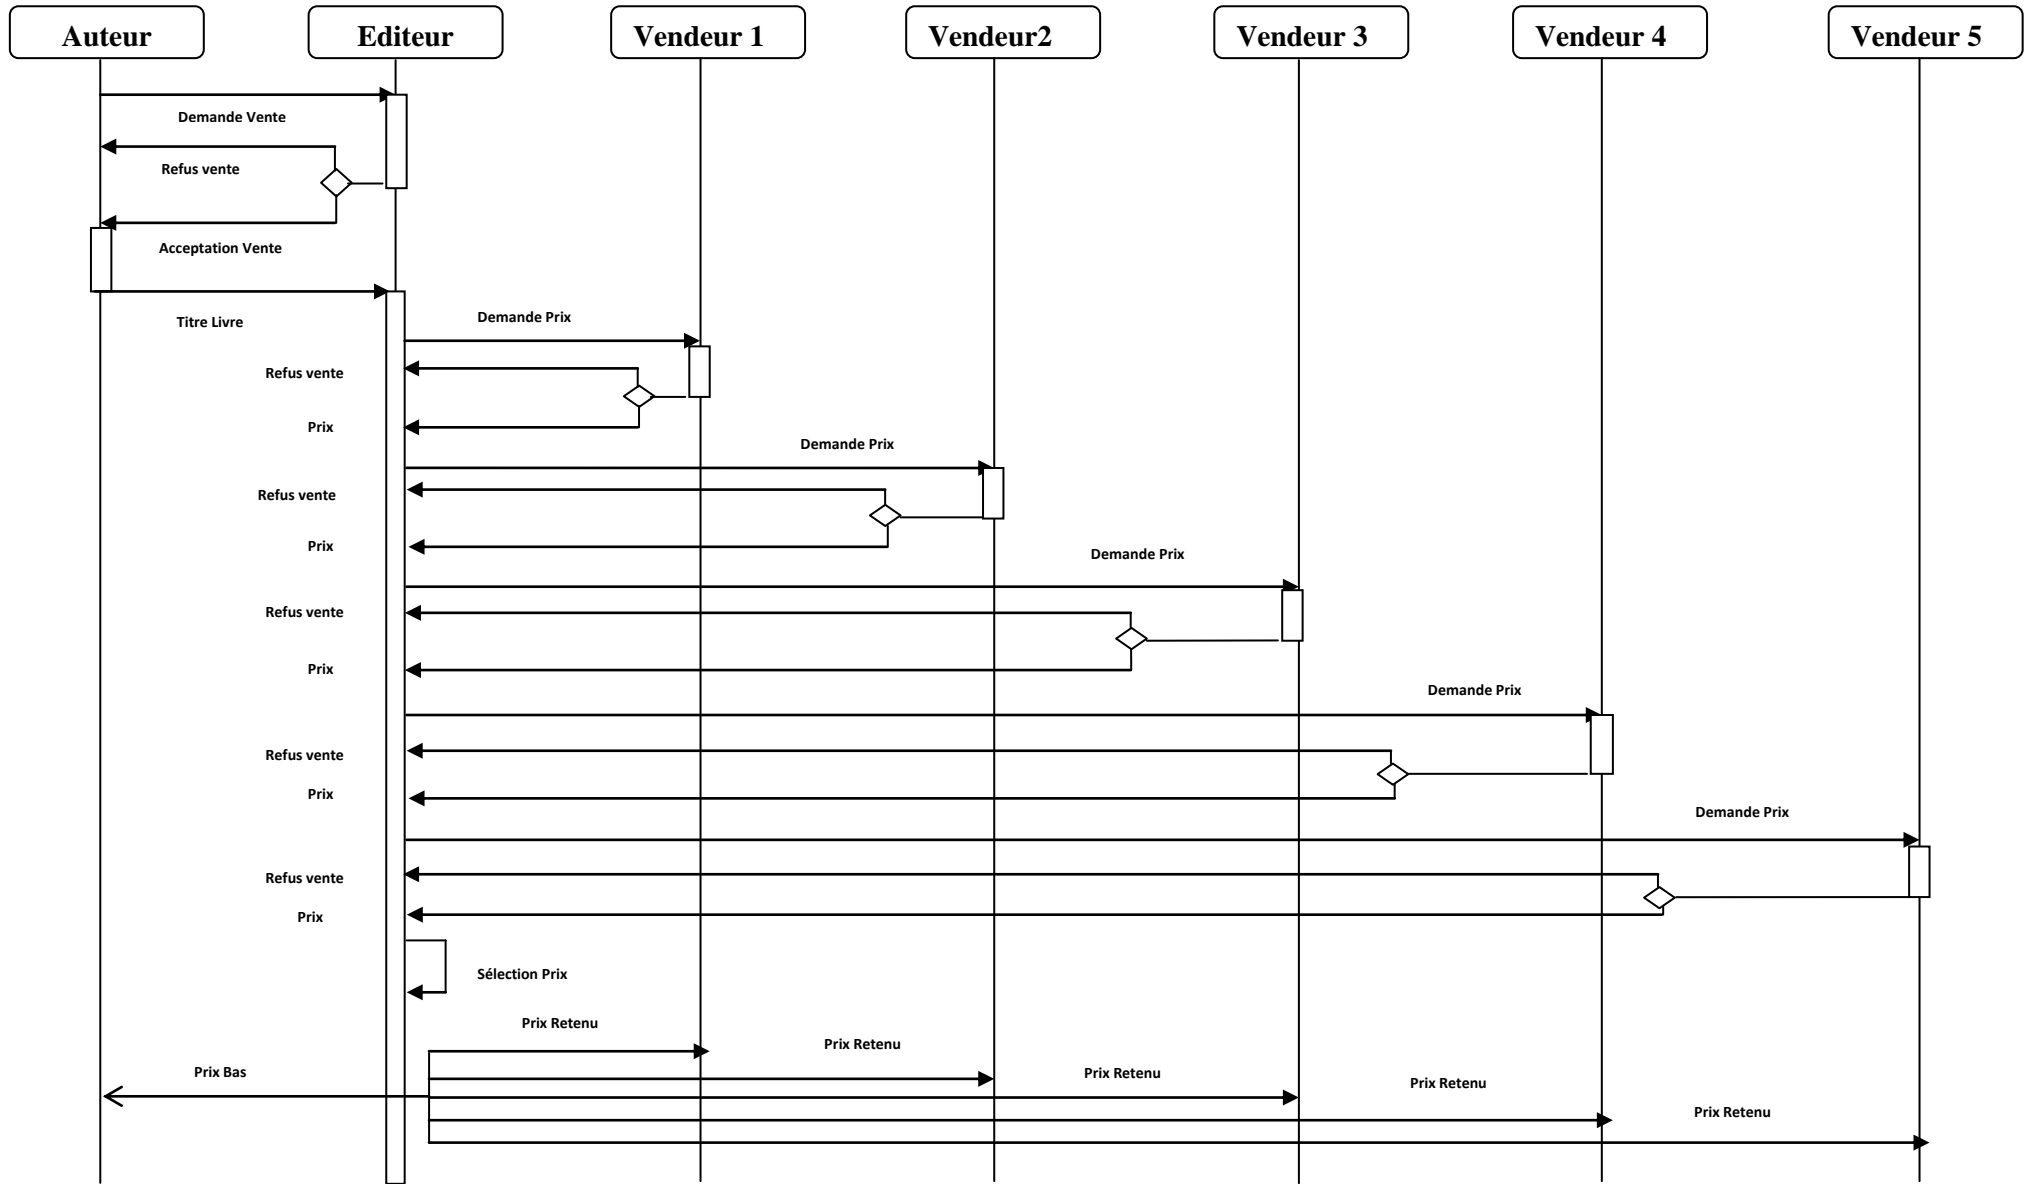 Auteur
Editeur
Vendeur 1
Vendeur2
Vendeur 3
Vendeur 4
Vendeur 5
Demande Vente
Refus vente
Acceptation Vente
Titre Livre
Demande Prix
Refus vente
Prix
Demande Prix
Refus vente
Prix
Demande Prix
Refus vente
Prix
Demande Prix
Refus vente
Prix
Demande Prix
Refus vente
Prix
Sélection Prix
Prix Retenu
Prix Retenu
Prix Bas
Prix Retenu
Prix Retenu
Prix Retenu